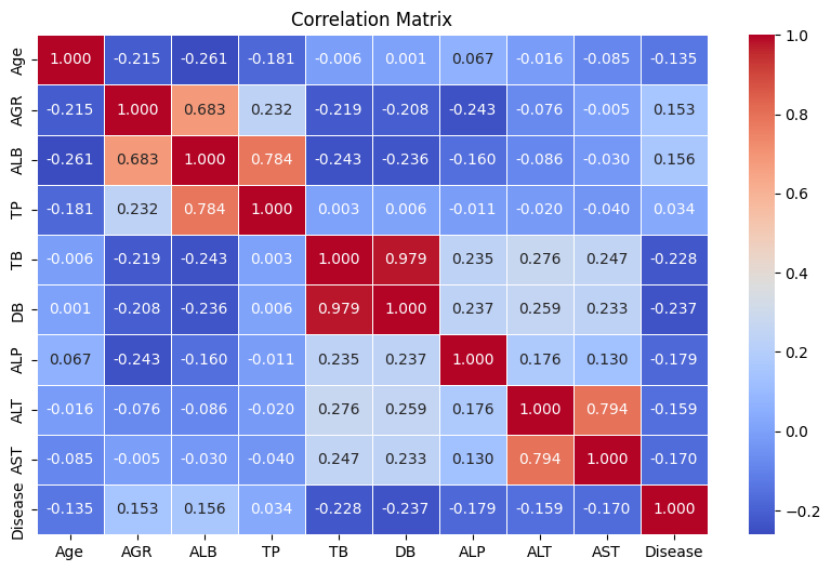 Correlation Matrix
Age 1.000 -0.215 -0.261 -0.181 -0.006 0.001 0.067 -0.016 -0.085 -0.135
AGR -0.215 1.000 0.683 0.232 -0.219 -0.208 -0.243 -0.076 -0.005 0.153
ALB -0.261 0.683 1.000 0.784 -0.243 -0.236 -0.160 -0.086 -0.030 0.156
TP -0.181 0.232 0.784 1.000 0.003 0.006 -0.011 -0.020 -0.040 0.034
TB -0.006 -0.219 -0.243 0.003 1.000 0.979 0.235 0.276 0.247 -0.228
DB 0.001 -0.208 -0.236 0.006 0.979 1.000 0.237 0.259 0.233 -0.237
ALP 0.067 -0.243 -0.160 -0.011 0.235 0.237 1.000 0.176 0.130 -0.179
ALT -0.016 -0.076 -0.086 -0.020 0.276 0.259 0.176 1.000 0.794 -0.159
AST -0.085 -0.005 -0.030 -0.040 0.247 0.233 0.130 0.794 1.000 -0.170
Disease -0.135 0.153 0.156 0.034 -0.228 -0.237 -0.179 -0.159 -0.170 1.000
Age AGR ALB TP TB DB ALP ALT AST Disease
1.0
0.8
0.6
0.4
0.2
0.0
−0.2